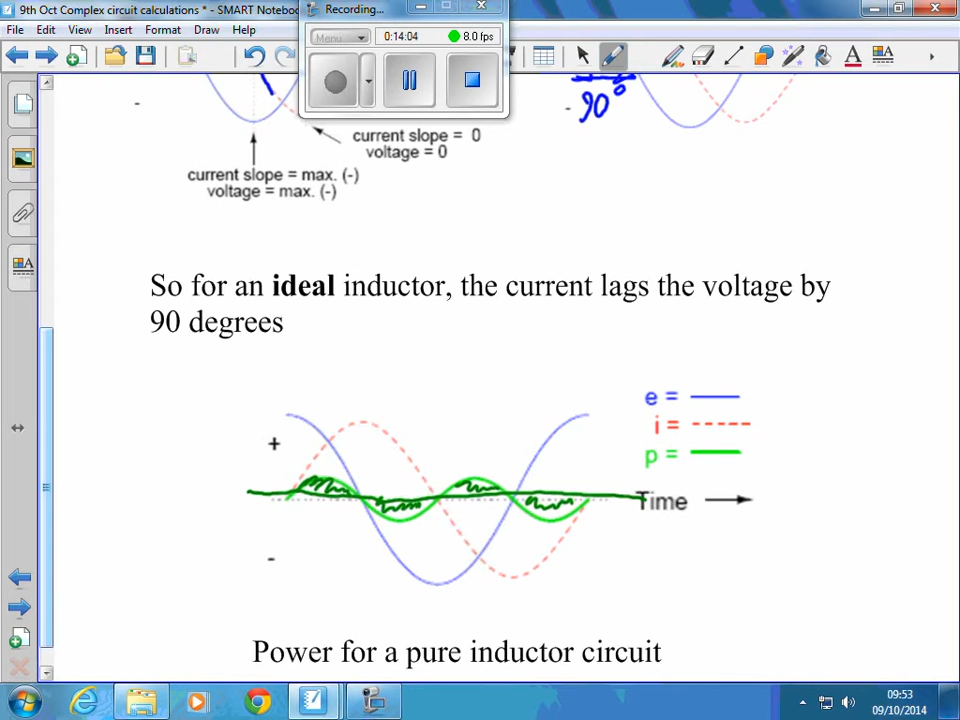 9th Oct Complex circuit calculations * - SMART Noteboo
Recording...
File Edit View Insert Format Draw Help
Menu
0:14:04
8.0 fps
-
current slope = 0
voltage = 0
current slope = max. (-)
voltage = max. (-)
-
90°
So for an ideal inductor, the current lags the voltage by
90 degrees
e =
i =
p =
+
Time
-
Power for a pure inductor circuit
09:53
09/10/2014